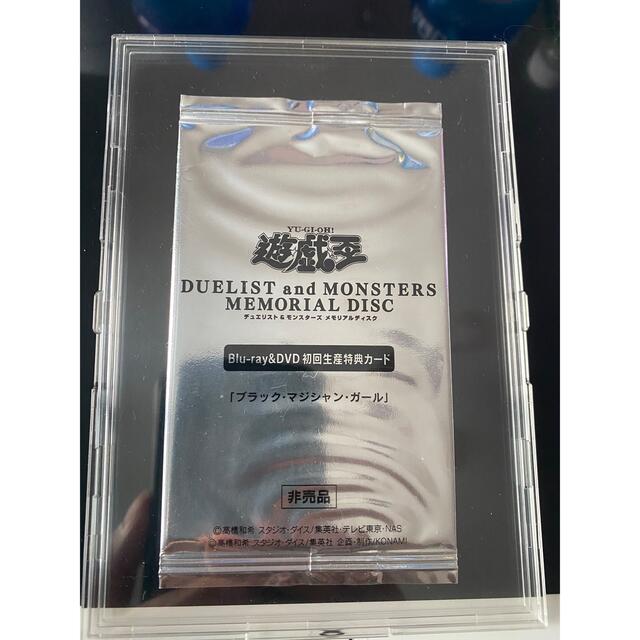 YU-GI-OH!
遊戯王
DUELIST and MONSTERS
MEMORIAL DISC
デュエリスト&モンスターズ メモリアルディスク
Blu-ray&DVD 初回生産特典カード
「ブラック・マジシャン・ガール」
非売品
©高橋和希 スタジオ・ダイス/集英社・テレビ東京・NAS
©高橋和希 スタジオ・ダイス/集英社 企画・制作/KONAMI